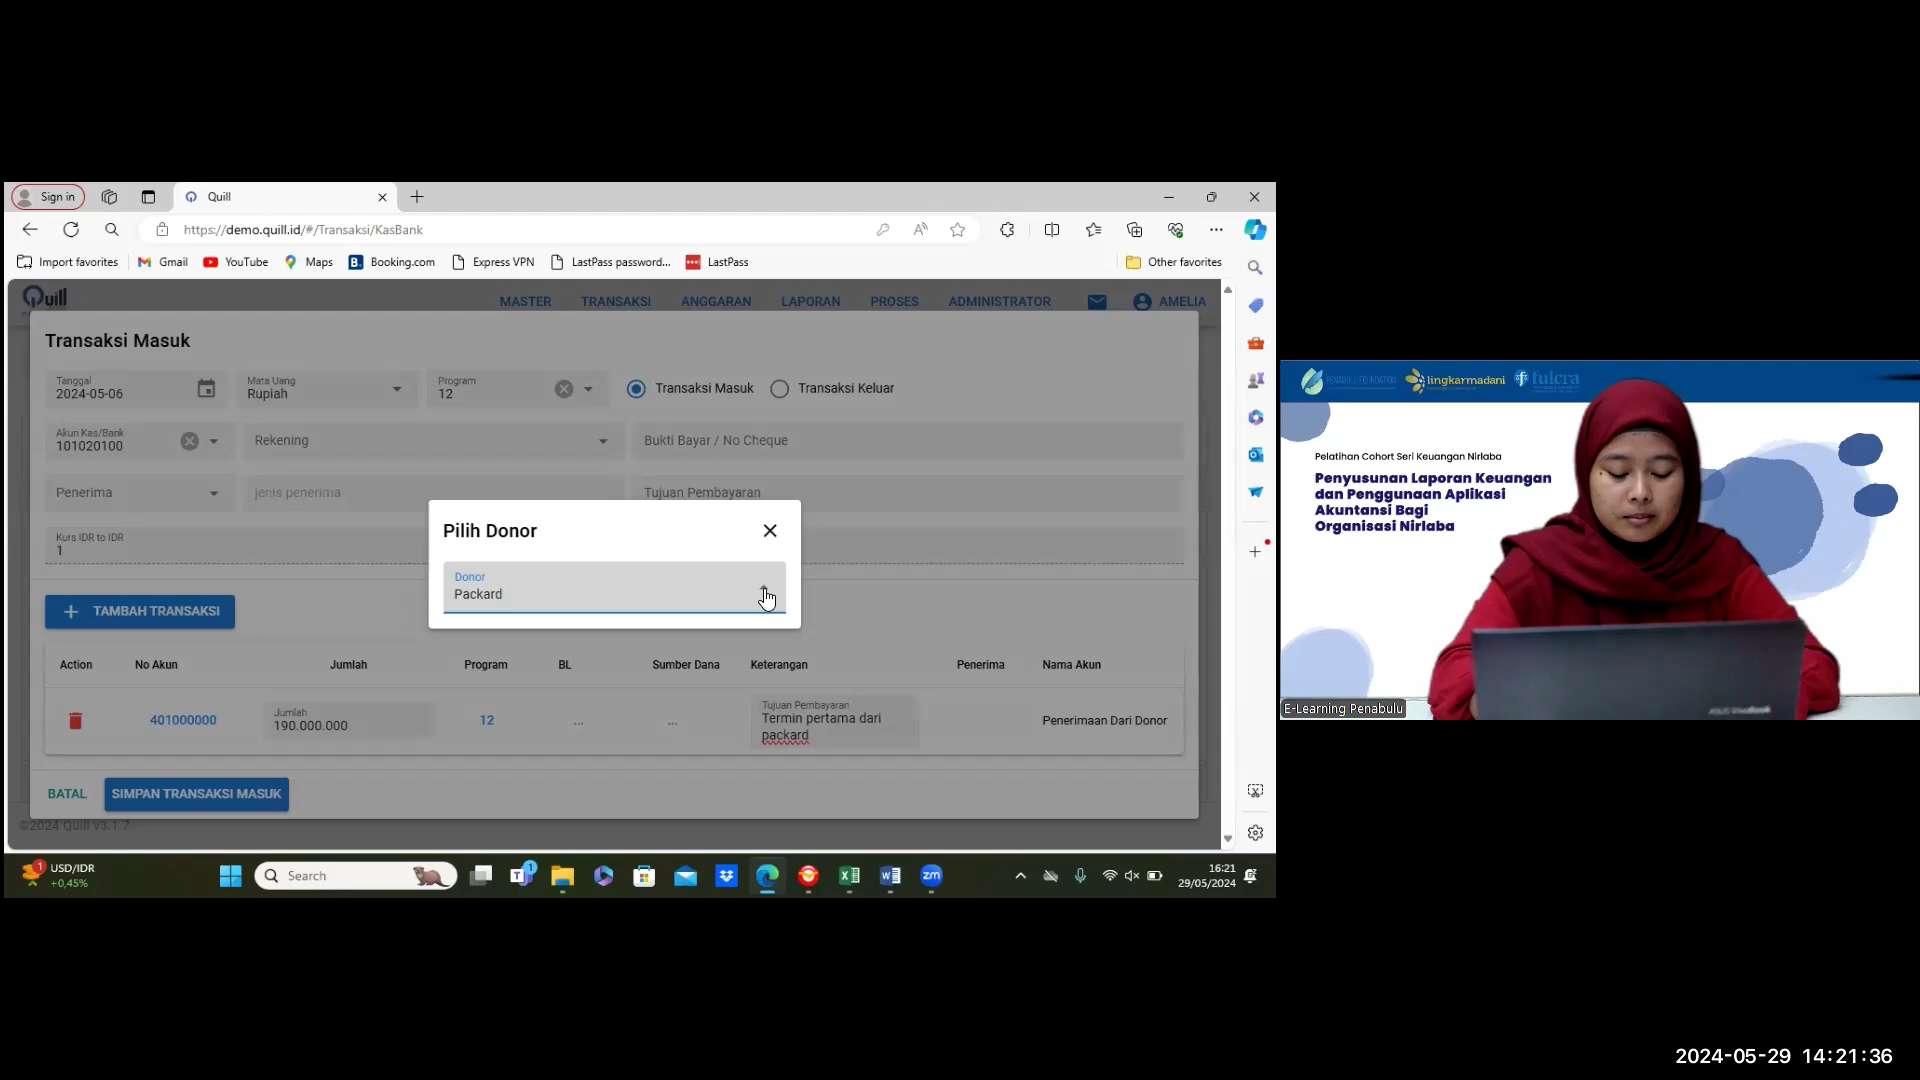 Sign in
Quill
https://demo.quill.id/#/Transaksi/KasBank
Import favorites
Gmail
YouTube
Maps
Booking.com
Express VPN
LastPass password...
LastPass
Other favorites
Quill
MASTER
TRANSAKSI
ANGGARAN
LAPORAN
PROSES
ADMINISTRATOR
AMELIA
Transaksi Masuk
Tanggal
2024-05-06
Mata Uang
Rupiah
Program
12
Transaksi Masuk
Transaksi Keluar
Akun Kas/Bank
101020100
Rekening
Bukti Bayar / No Cheque
Penerima
jenis penerima
Tujuan Pembayaran
Kurs IDR to IDR
1
Pilih Donor
Donor
Packard
TAMBAH TRANSAKSI
Action No Akun Jumlah Program BL Sumber Dana Keterangan Penerima Nama Akun
401000000
Jumlah
190.000.000
12
...
...
Tujuan Pembayaran
Termin pertama dari
packard
Penerimaan Dari Donor
BATAL
SIMPAN TRANSAKSI MASUK
©2024 Quill v3.1.7
1
USD/IDR
+0,45%
Search
1
zm
16:21
29/05/2024
PENABULU FOUNDATION
lingkarmadani
fulcra
Pelatihan Cohort Seri Keuangan Nirlaba
Penyusunan Laporan Keuangan
dan Penggunaan Aplikasi
Akuntansi Bagi
Organisasi Nirlaba
ASUS VivoBook
E-Learning Penabulu
2024-05-29 14:21:36